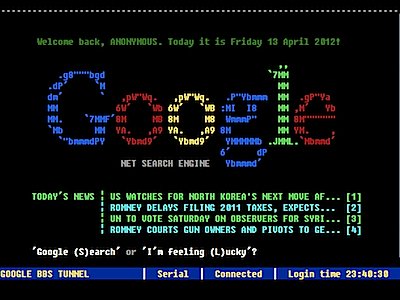 Welcome back, ANONYMOUS. Today it is Friday 13 April 2012!
Google
NET SEARCH ENGINE
TODAY'S NEWS
US WATCHES FOR NORTH KOREA'S NEXT MOVE AF... [1]
ROMNEY DELAYS FILING 2011 TAXES, EXPECTS... [2]
UN TO VOTE SATURDAY ON OBSERVERS FOR SYRI... [3]
ROMNEY COURTS GUN OWNERS AND PIVOTS TO GE... [4]
'Google (S)earch' or 'I'm feeling (L)ucky'?
GOOGLE BBS TUNNEL | Serial | Connected | Login time 23:40:30